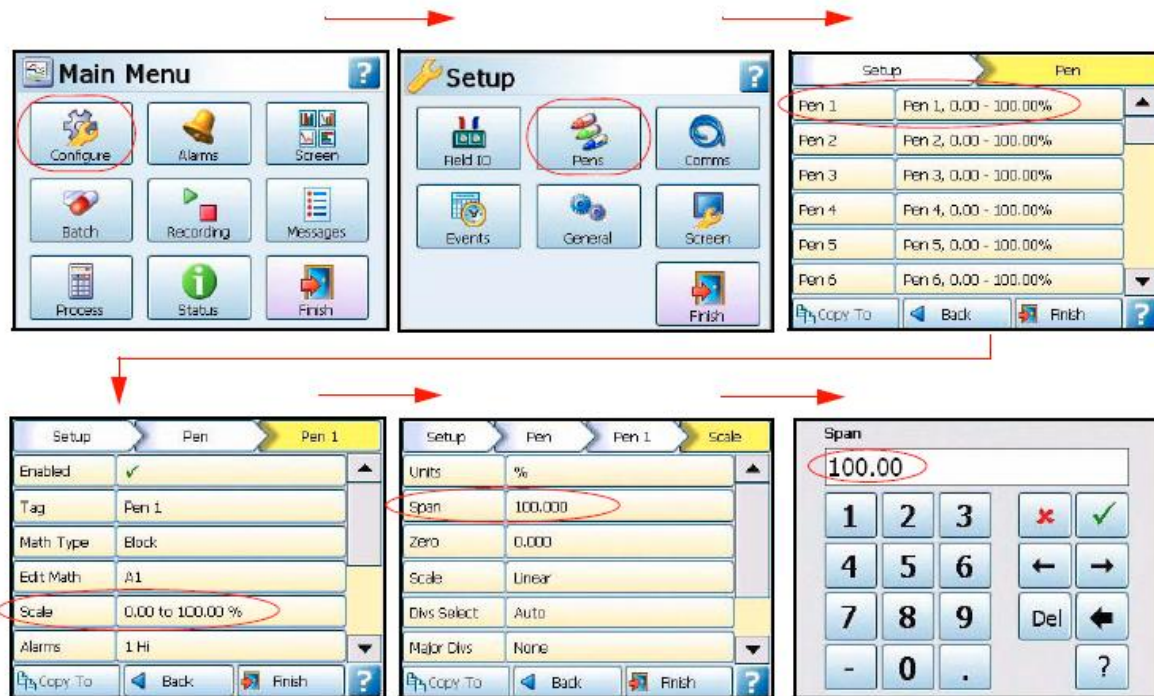 Main Menu ?
Configure Alarms Screen
Batch Recording Messages
Process Status Finish
Setup ?
Field IO Pens Comms
Events General Screen
Finish
Setup Pen
Pen 1 Pen 1, 0.00 - 100.00%
Pen 2 Pen 2, 0.00 - 100.00%
Pen 3 Pen 3, 0.00 - 100.00%
Pen 4 Pen 4, 0.00 - 100.00%
Pen 5 Pen 5, 0.00 - 100.00%
Pen 6 Pen 6, 0.00 - 100.00%
Copy To Back Finish ?
Setup Pen Pen 1
Enabled ✓
Tag Pen 1
Math Type Block
Edit Math A1
Scale 0.00 to 100.00 %
Alarms 1 Hi
Copy To Back Finish ?
Setup Pen Pen 1 Scale
Units %
Span 100.000
Zero 0.000
Scale Linear
Divs Select Auto
Major Divs None
Copy To Back Finish ?
Span
100.00
1 2 3
4 5 6
7 8 9 Del
- 0 . ?